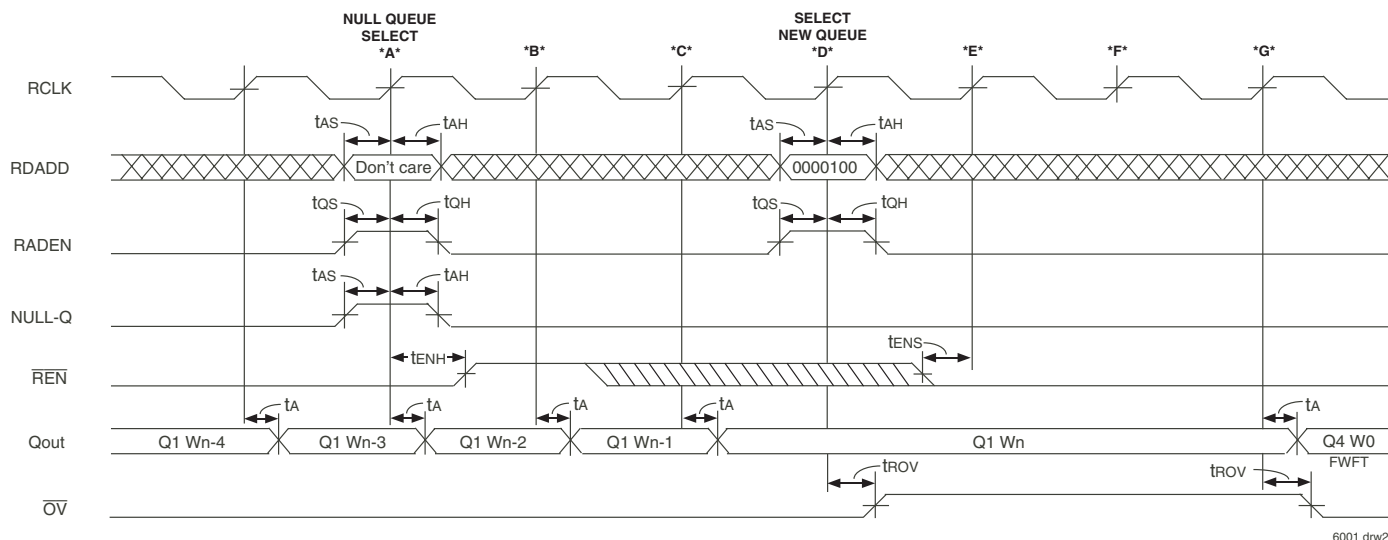 NULL QUEUE
SELECT
*A*
*B*
*C*
SELECT
NEW QUEUE
*D*
*E*
*F*
*G*
RCLK
tAS
tAH
tAS
tAH
RDADD
Don't care
0000100
tQS
tQH
tQS
tQH
RADEN
tAS
tAH
NULL-Q
tENH
tENS
REN
tA
tA
tA
tA
tA
Qout
Q1 Wn-4
Q1 Wn-3
Q1 Wn-2
Q1 Wn-1
Q1 Wn
Q4 W0
FWFT
tROV
tROV
OV
6001 drw2